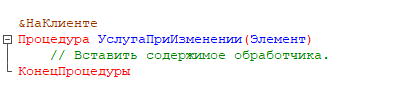 &НаКлиенте
Процедура УслугаПриИзменении(Элемент)
// Вставить содержимое обработчика.
КонецПроцедуры